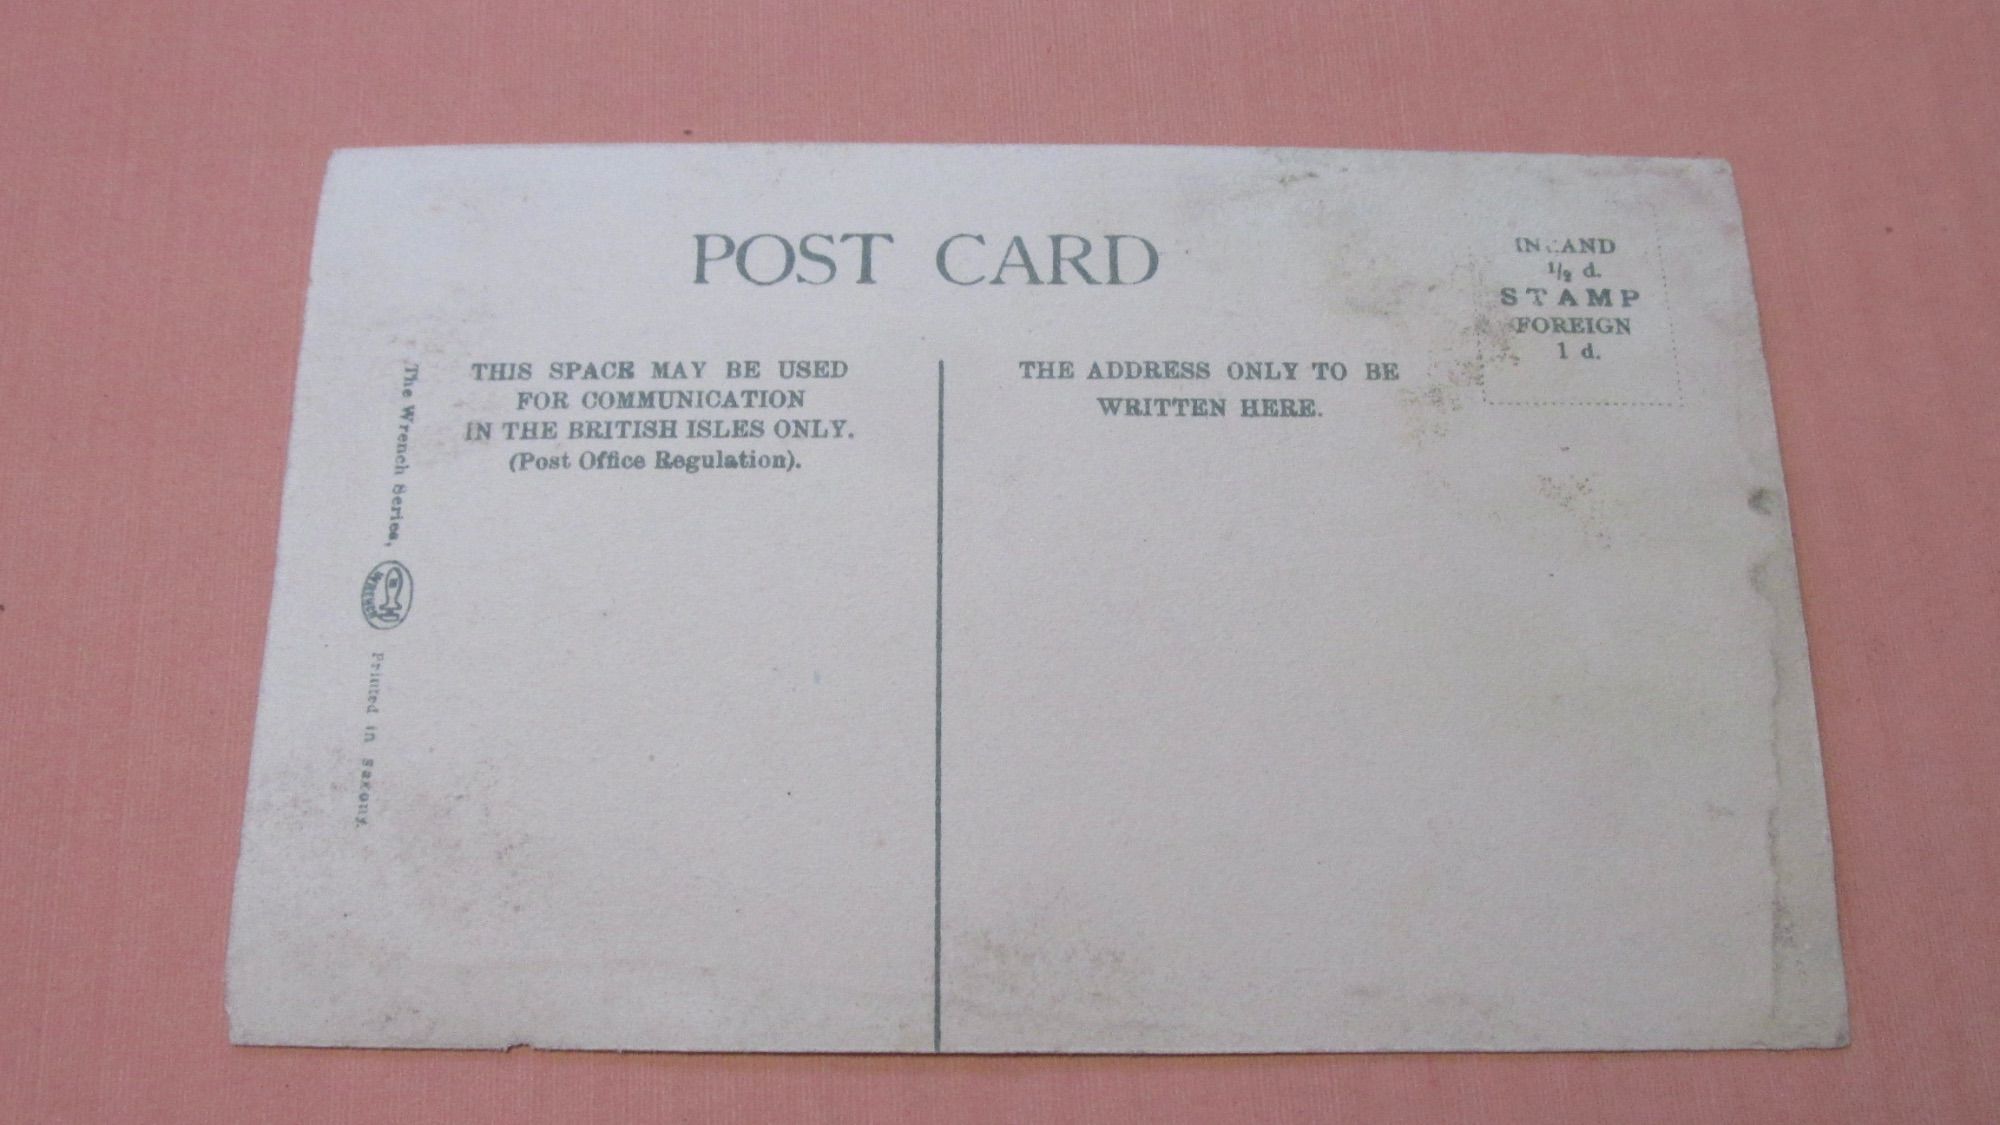 POST CARD
INLAND
1/2 d.
STAMP
FOREIGN
1 d.
THIS SPACE MAY BE USED
FOR COMMUNICATION
IN THE BRITISH ISLES ONLY.
(Post Office Regulation).
THE ADDRESS ONLY TO BE
WRITTEN HERE.
The Wrench Series,
WRENCH
Printed in Saxony.